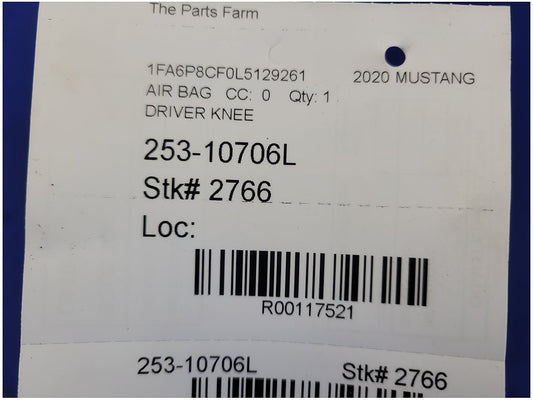 The Parts Farm
1FA6P8CF0L5129261 2020 MUSTANG
AIR BAG CC: 0 Qty: 1
DRIVER KNEE
253-10706L
Stk# 2766
Loc:
R00117521
253-10706L Stk# 2766